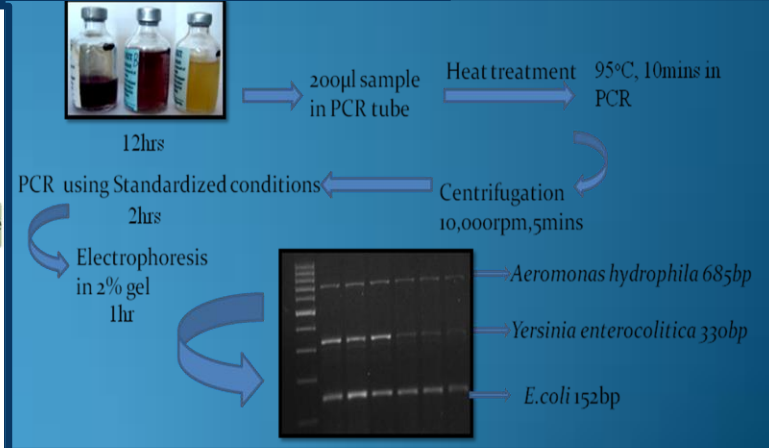 12hrs
200µl sample
in PCR tube
Heat treatment
95°C, 10mins in
PCR
Centrifugation
10,000rpm,5mins
PCR using Standardized conditions
2hrs
Electrophoresis
in 2% gel
1hr
Aeromonas hydrophila 685bp
Yersinia enterocolitica 330bp
E.coli 152bp